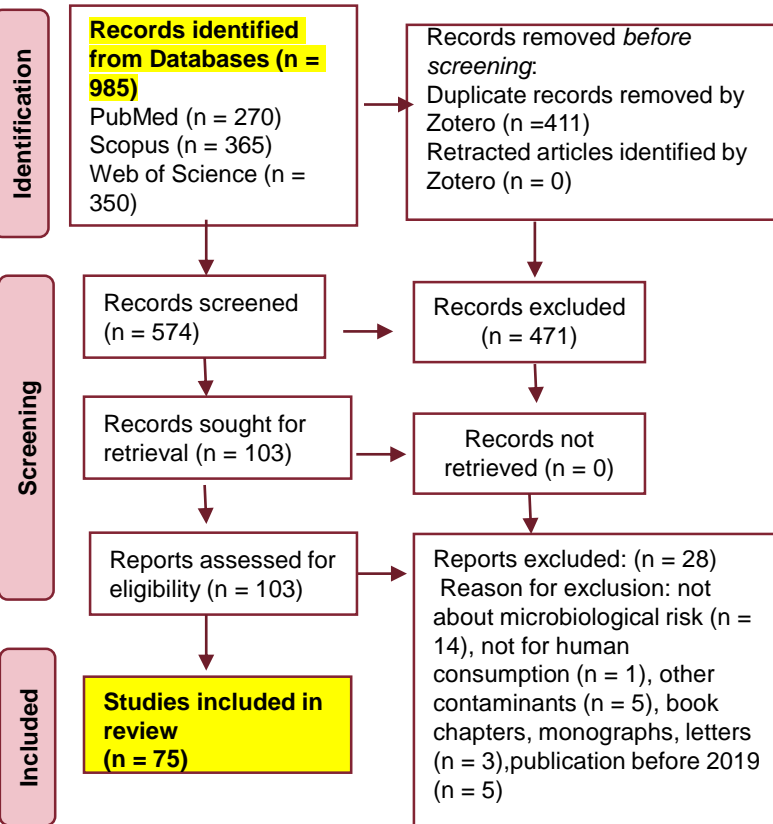 Identification
Records identified
from Databases (n =
985)
PubMed (n = 270)
Scopus (n = 365)
Web of Science (n =
350)
Records removed before
screening:
Duplicate records removed by
Zotero (n =411)
Retracted articles identified by
Zotero (n = 0)
Screening
Records screened
(n = 574)
Records excluded
(n = 471)
Records sought for
retrieval (n = 103)
Records not
retrieved (n = 0)
Reports assessed for
eligibility (n = 103)
Reports excluded: (n = 28)
Reason for exclusion: not
about microbiological risk (n =
14), not for human
consumption (n = 1), other
contaminants (n = 5), book
chapters, monographs, letters
(n = 3),publication before 2019
(n = 5)
Included
Studies included in
review
(n = 75)